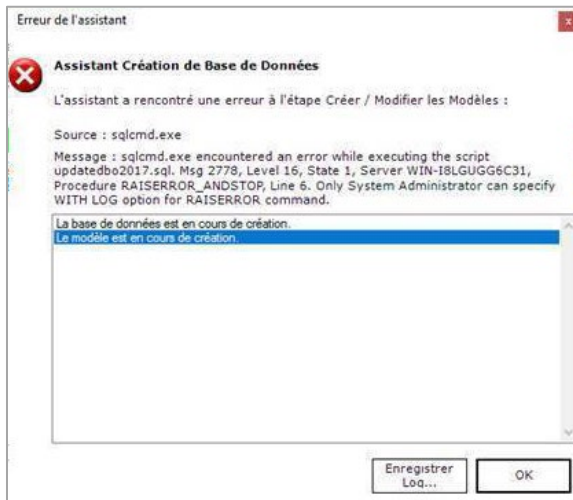 Erreur de l'assistant
x
Assistant Création de Base de Données
L'assistant a rencontré une erreur à l'étape Créer / Modifier les Modèles :
Source : sqlcmd.exe
Message : sqlcmd.exe encountered an error while executing the script
updatedbo2017.sql. Msg 2778, Level 16, State 1, Server WIN-I8LGUGG6C31,
Procedure RAISERROR_ANDSTOP, Line 6. Only System Administrator can specify
WITH LOG option for RAISERROR command.
La base de données est en cours de création.
Le modèle est en cours de création.
Enregistrer
Log...
OK